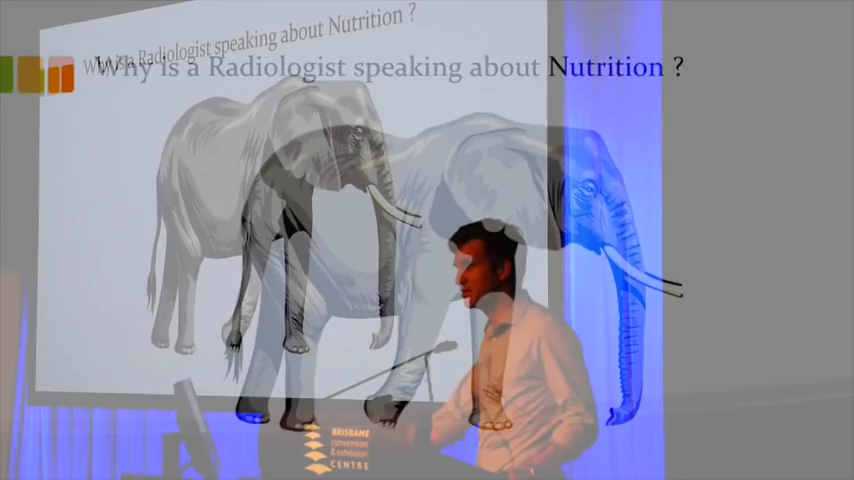 Why is a Radiologist speaking about Nutrition ?
Why is a Radiologist speaking about Nutrition ?
BRISBANE
convention
& exhibition
CENTRE